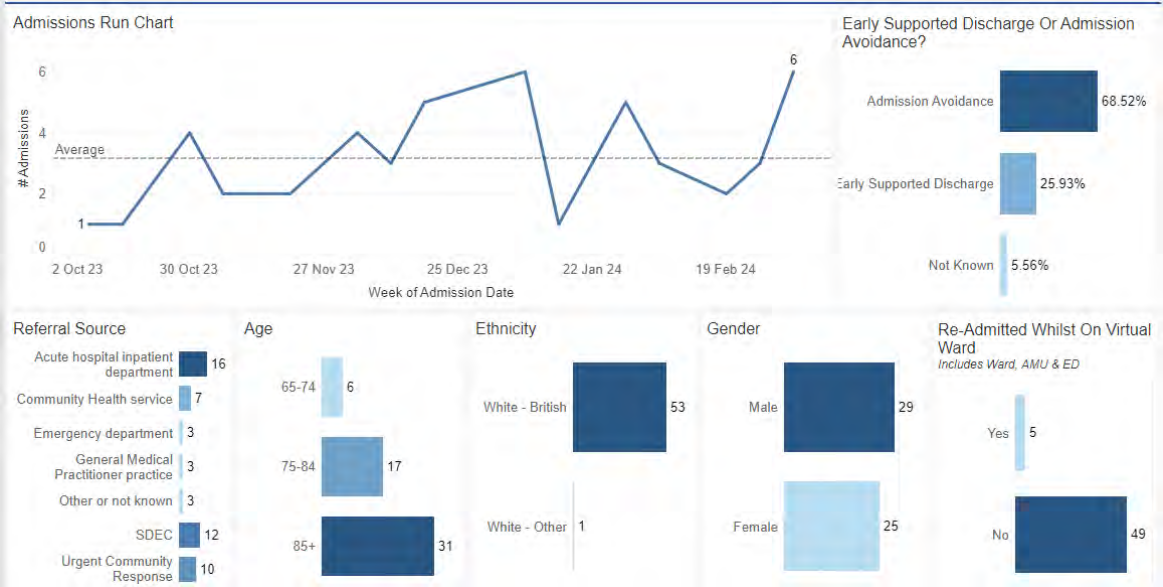 Admissions Run Chart
6
4
2
0
#Admissions
Average
1
6
2 Oct 23
30 Oct 23
27 Nov 23
25 Dec 23
22 Jan 24
19 Feb 24
Week of Admission Date
Early Supported Discharge Or Admission
Avoidance?
Admission Avoidance
68.52%
Early Supported Discharge
25.93%
Not Known
5.56%
Referral Source
Acute hospital inpatient
department
16
Community Health service
7
Emergency department
3
General Medical
Practitioner practice
3
Other or not known
3
SDEC
12
Urgent Community
Response
10
Age
65-74
6
75-84
17
85+
31
Ethnicity
White - British
53
White - Other
1
Gender
Male
29
Female
25
Re-Admitted Whilst On Virtual
Ward
Includes Ward, AMU & ED
Yes
5
No
49